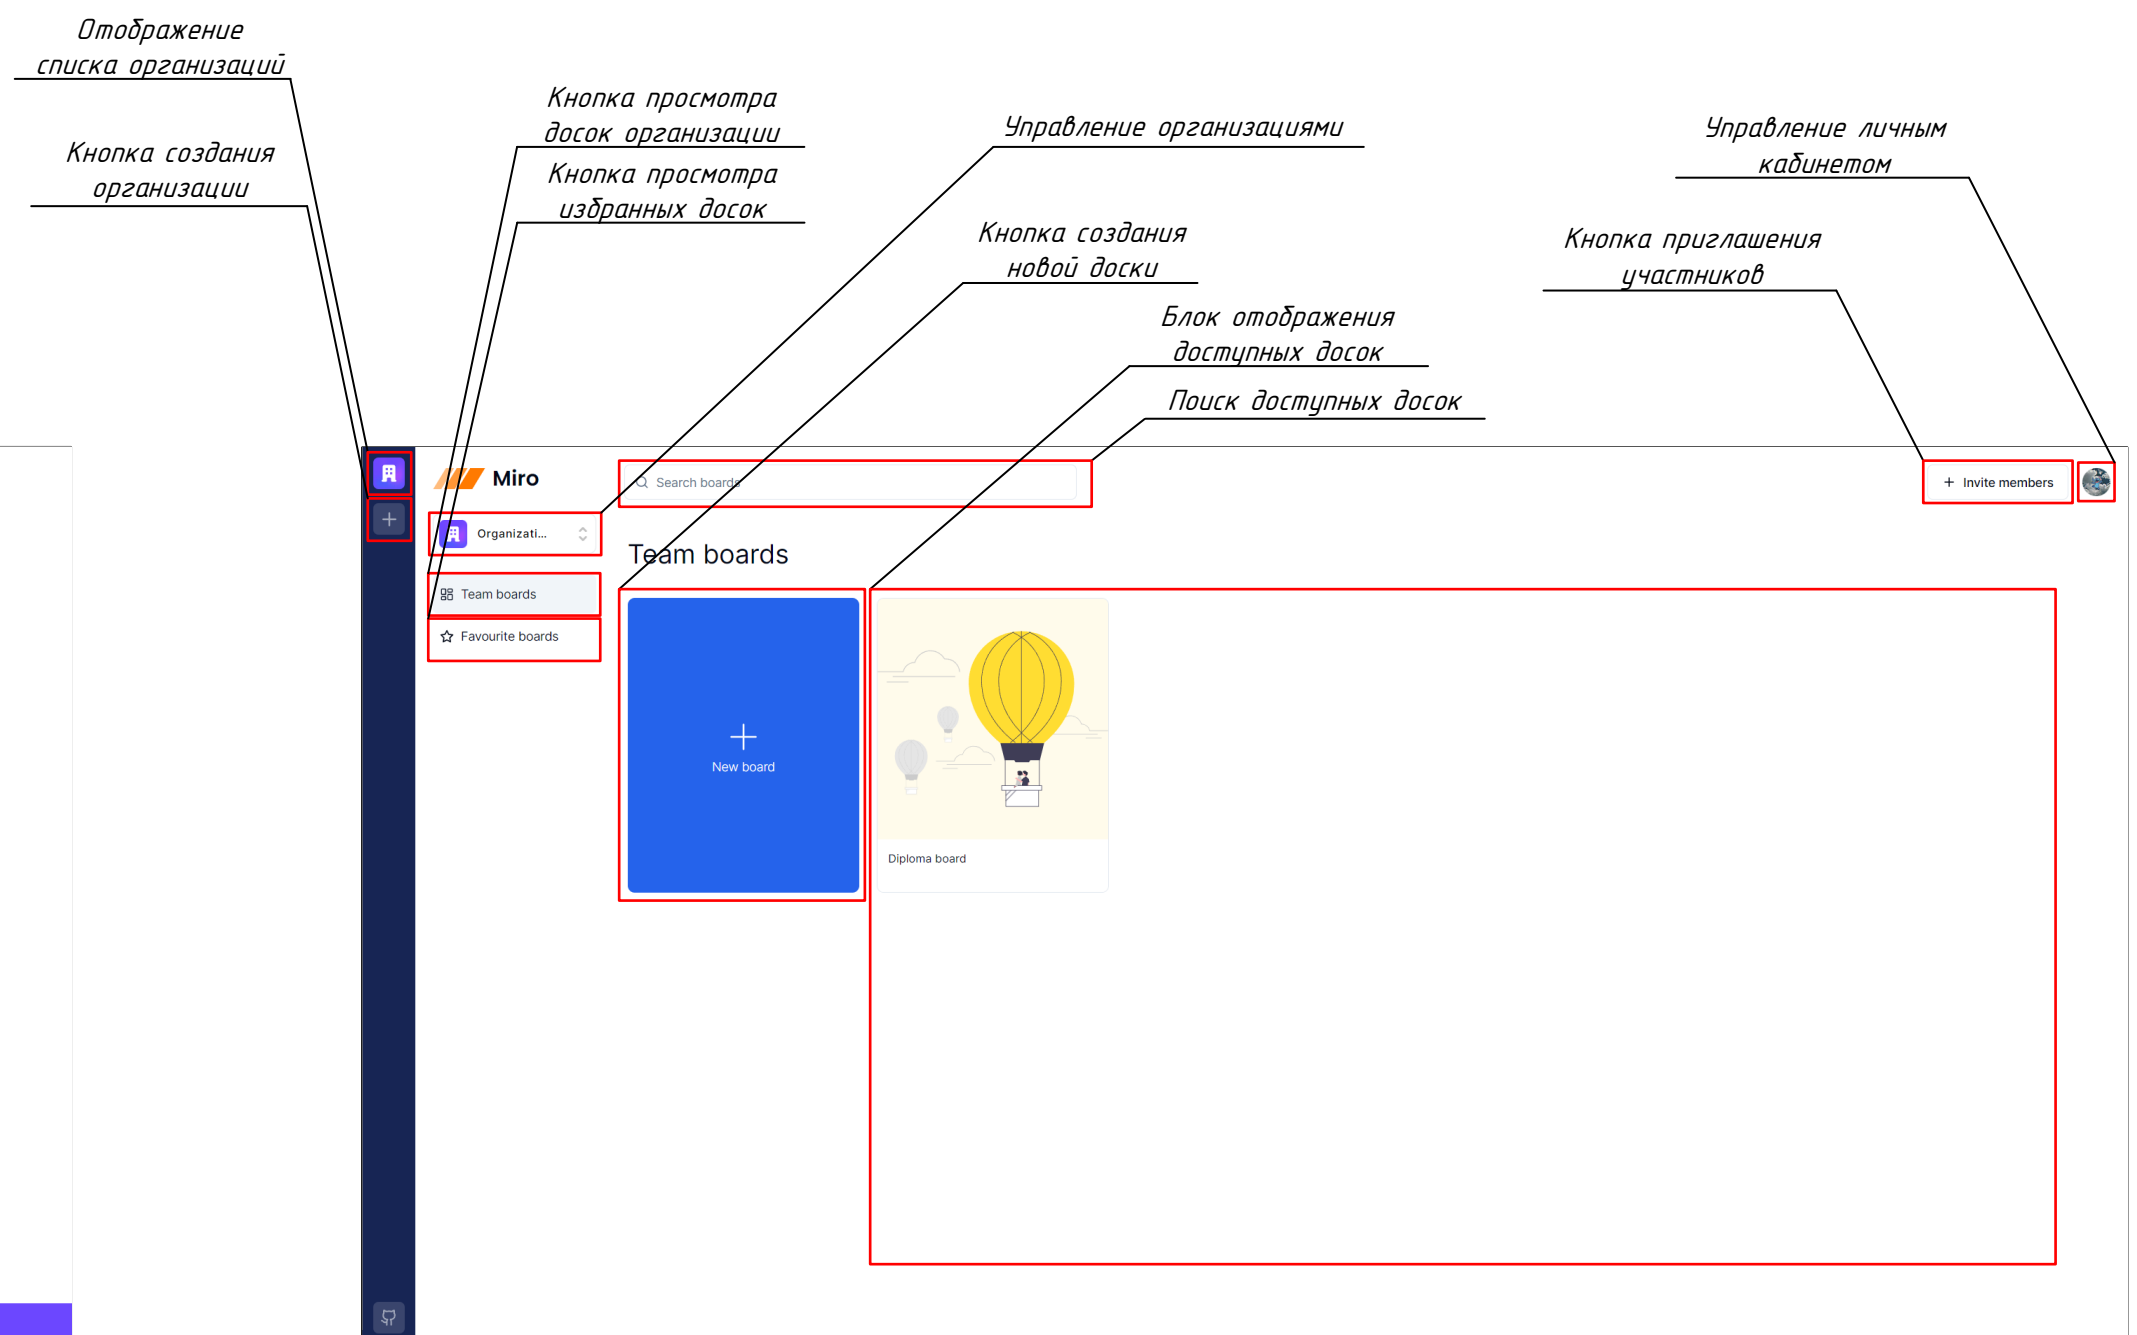 Отображение
списка организаций
Кнопка создания
организации
Кнопка просмотра
досок организации
Кнопка просмотра
избранных досок
Управление организациями
Кнопка создания
новой доски
Блок отображения
доступных досок
Поиск доступных досок
Управление личным
кабинетом
Кнопка приглашения
участников
Miro
Search boards
+ Invite members
Organizati...
Team boards
Team boards
Favourite boards
New board
Diploma board